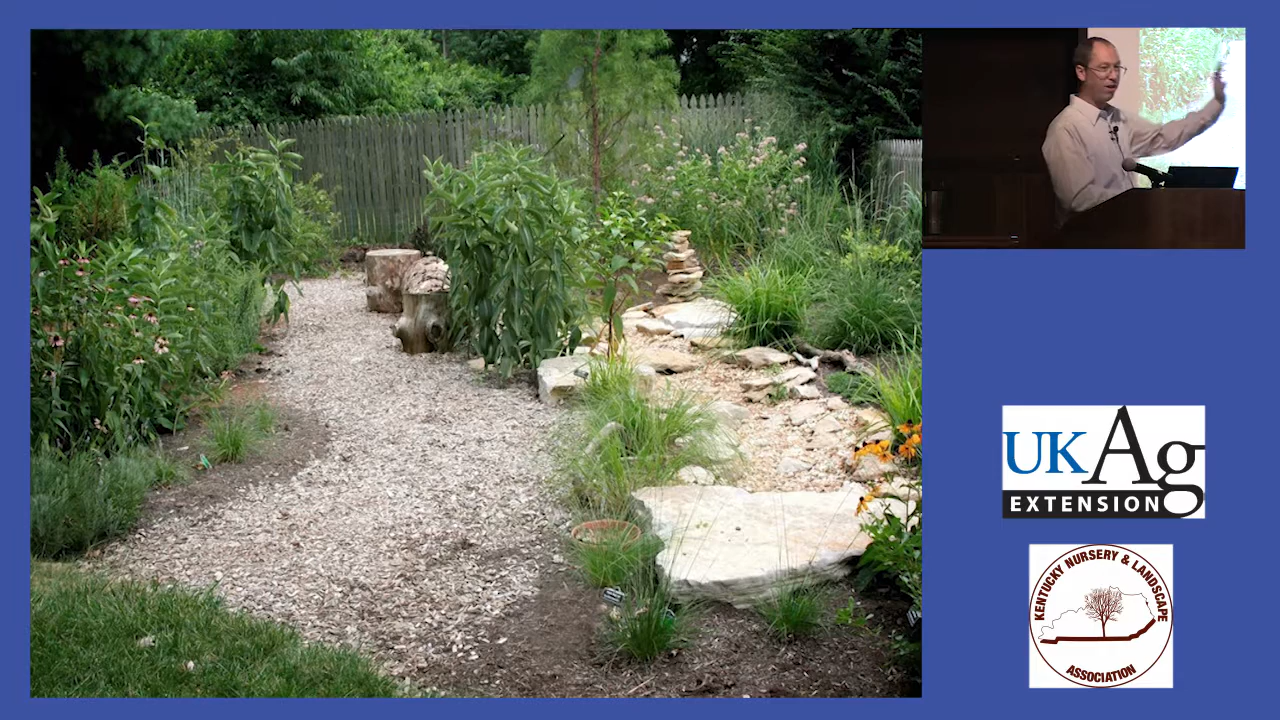 UKAg
EXTENSION
KENTUCKY NURSERY & LANDSCAPE
ASSOCIATION